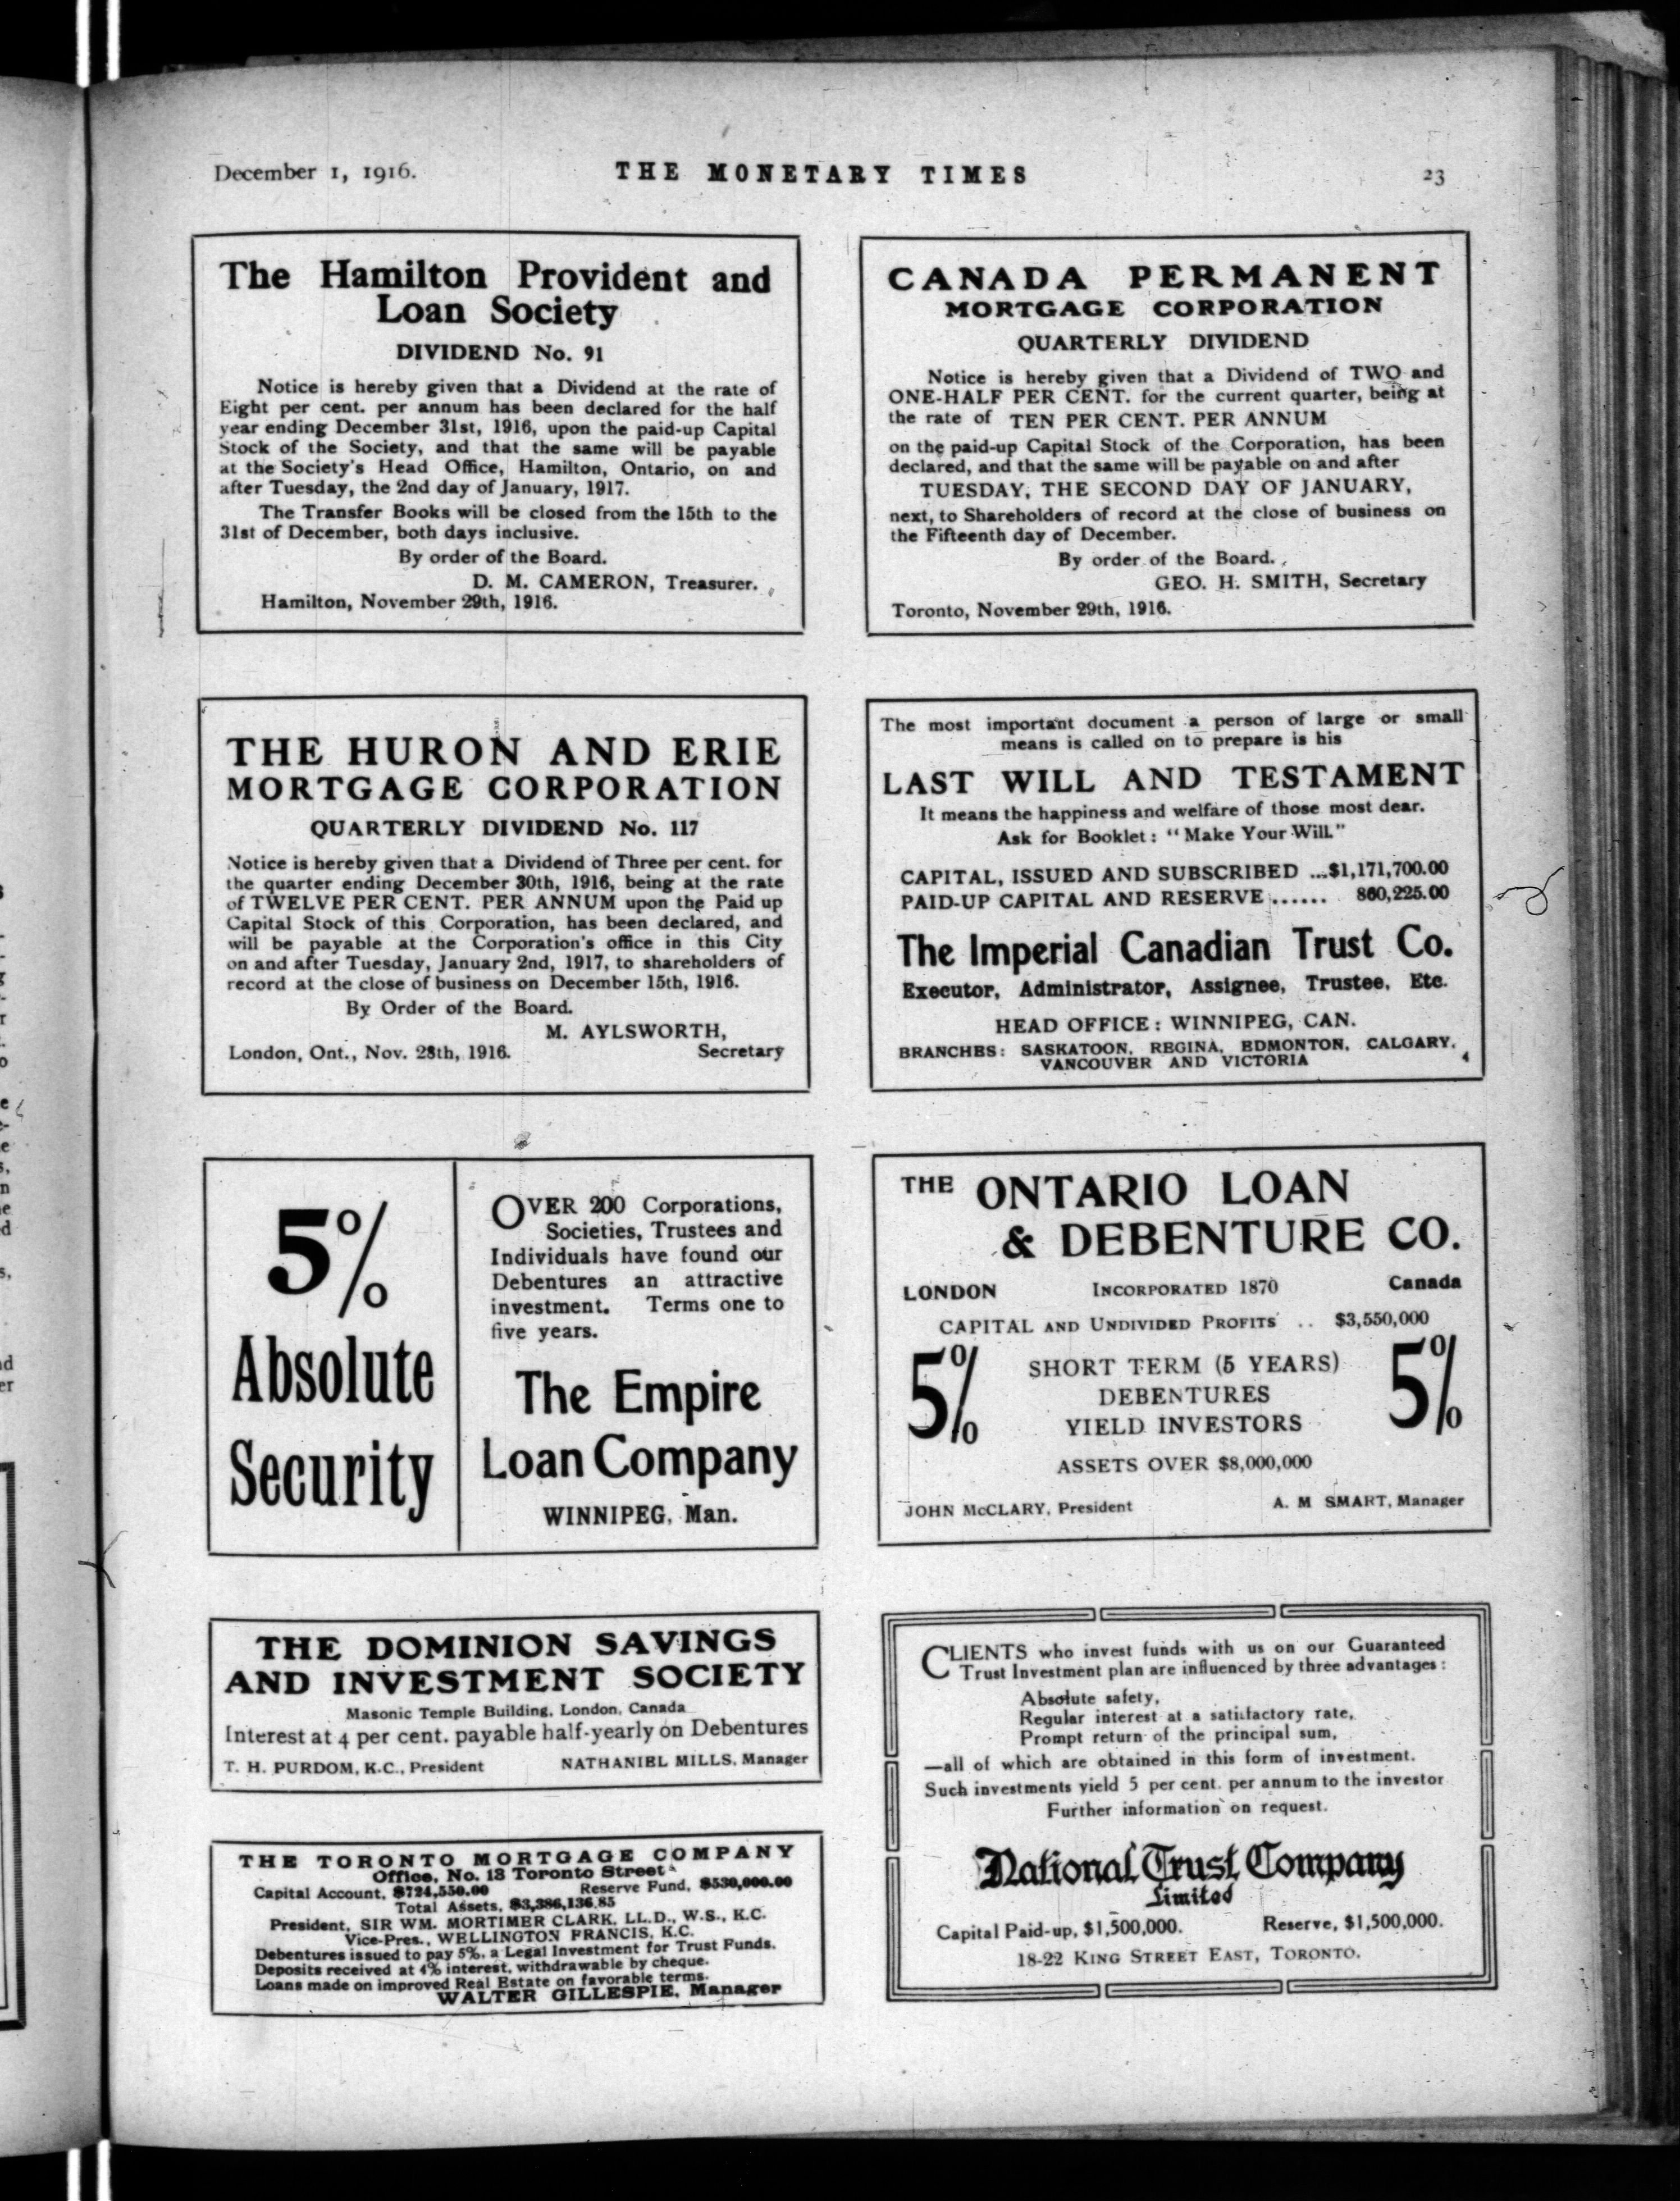 December 1, 1916.
THE MONETARY TIMES
23
The Hamilton Provident and
Loan Society
DIVIDEND No. 91
Notice is hereby given that a Dividend at the rate of
Eight per cent. per annum has been declared for the half
year ending December 31st, 1916, upon the paid-up Capital
Stock of the Society, and that the same will be payable
at the Society's Head Office, Hamilton, Ontario, on and
after Tuesday, the 2nd day of January, 1917.
The Transfer Books will be closed from the 15th to the
31st of December, both days inclusive.
By order of the Board.
D. M. CAMERON, Treasurer.
Hamilton, November 29th, 1916.
CANADA PERMANENT
MORTGAGE CORPORATION
QUARTERLY DIVIDEND
Notice is hereby given that a Dividend of TWO and
ONE-HALF PER CENT. for the current quarter, being at
the rate of TEN PER CENT. PER ANNUM
on the paid-up Capital Stock of the Corporation, has been
declared, and that the same will be payable on and after
TUESDAY, THE SECOND DAY OF JANUARY,
next, to Shareholders of record at the close of business on
the Fifteenth day of December.
By order of the Board.
GEO. H. SMITH, Secretary
Toronto, November 29th, 1916.
THE HURON AND ERIE
MORTGAGE CORPORATION
QUARTERLY DIVIDEND No. 117
Notice is hereby given that a Dividend of Three per cent. for
the quarter ending December 30th, 1916, being at the rate
of TWELVE PER CENT. PER ANNUM upon the Paid up
Capital Stock of this Corporation, has been declared, and
will be payable at the Corporation's office in this City
on and after Tuesday, January 2nd, 1917, to shareholders of
record at the close of business on December 15th, 1916.
By Order of the Board.
M. AYLSWORTH,
London, Ont., Nov. 28th, 1916. Secretary
The most important document a person of large or small
means is called on to prepare is his
LAST WILL AND TESTAMENT
It means the happiness and welfare of those most dear.
Ask for Booklet: "Make Your Will."
CAPITAL, ISSUED AND SUBSCRIBED ...$1,171,700.00
PAID-UP CAPITAL AND RESERVE...... 860,225.00
The Imperial Canadian Trust Co.
Executor, Administrator, Assignee, Trustee, Etc.
HEAD OFFICE: WINNIPEG, CAN.
BRANCHES: SASKATOON, REGINA, EDMONTON, CALGARY,
VANCOUVER AND VICTORIA 4
5%
Absolute
Security
OVER 200 Corporations,
Societies, Trustees and
Individuals have found our
Debentures an attractive
investment. Terms one to
five years.
The Empire
Loan Company
WINNIPEG, Man.
THE ONTARIO LOAN
& DEBENTURE CO.
LONDON INCORPORATED 1870 Canada
CAPITAL AND UNDIVIDED PROFITS .. $3,550,000
5% SHORT TERM (5 YEARS) 5%
DEBENTURES
YIELD INVESTORS
ASSETS OVER $8,000,000
JOHN McCLARY, President A. M SMART, Manager
THE DOMINION SAVINGS
AND INVESTMENT SOCIETY
Masonic Temple Building, London, Canada
Interest at 4 per cent. payable half-yearly on Debentures
T. H. PURDOM, K.C., President NATHANIEL MILLS, Manager
THE TORONTO MORTGAGE COMPANY
Office, No. 13 Toronto Street
Capital Account, $724,550.00 Reserve Fund, $530,000.00
Total Assets, $3,386,136.85
President, SIR WM. MORTIMER CLARK, LL.D., W.S., K.C.
Vice-Pres., WELLINGTON FRANCIS, K.C.
Debentures issued to pay 5%, a Legal Investment for Trust Funds.
Deposits received at 4% interest, withdrawable by cheque.
Loans made on improved Real Estate on favorable terms.
WALTER GILLESPIE, Manager
CLIENTS who invest funds with us on our Guaranteed
Trust Investment plan are influenced by three advantages:
Absolute safety,
Regular interest at a satisfactory rate,
Prompt return of the principal sum,
—all of which are obtained in this form of investment.
Such investments yield 5 per cent. per annum to the investor
Further information on request.
National Trust Company
Limited
Capital Paid-up, $1,500,000. Reserve, $1,500,000.
18-22 KING STREET EAST, TORONTO.